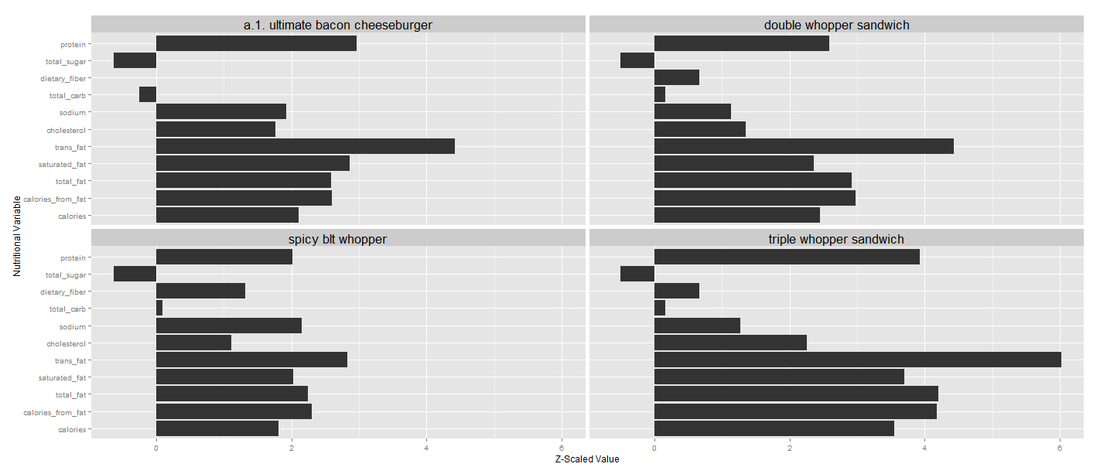 a.1. ultimate bacon cheeseburger
double whopper sandwich
protein
total_sugar
dietary_fiber
total_carb
sodium
cholesterol
trans_fat
saturated_fat
total_fat
calories_from_fat
calories
spicy blt whopper
triple whopper sandwich
protein
total_sugar
dietary_fiber
total_carb
sodium
cholesterol
trans_fat
saturated_fat
total_fat
calories_from_fat
calories
0 2 4 6 0 2 4 6
Z-Scaled Value
Nutritional Variable